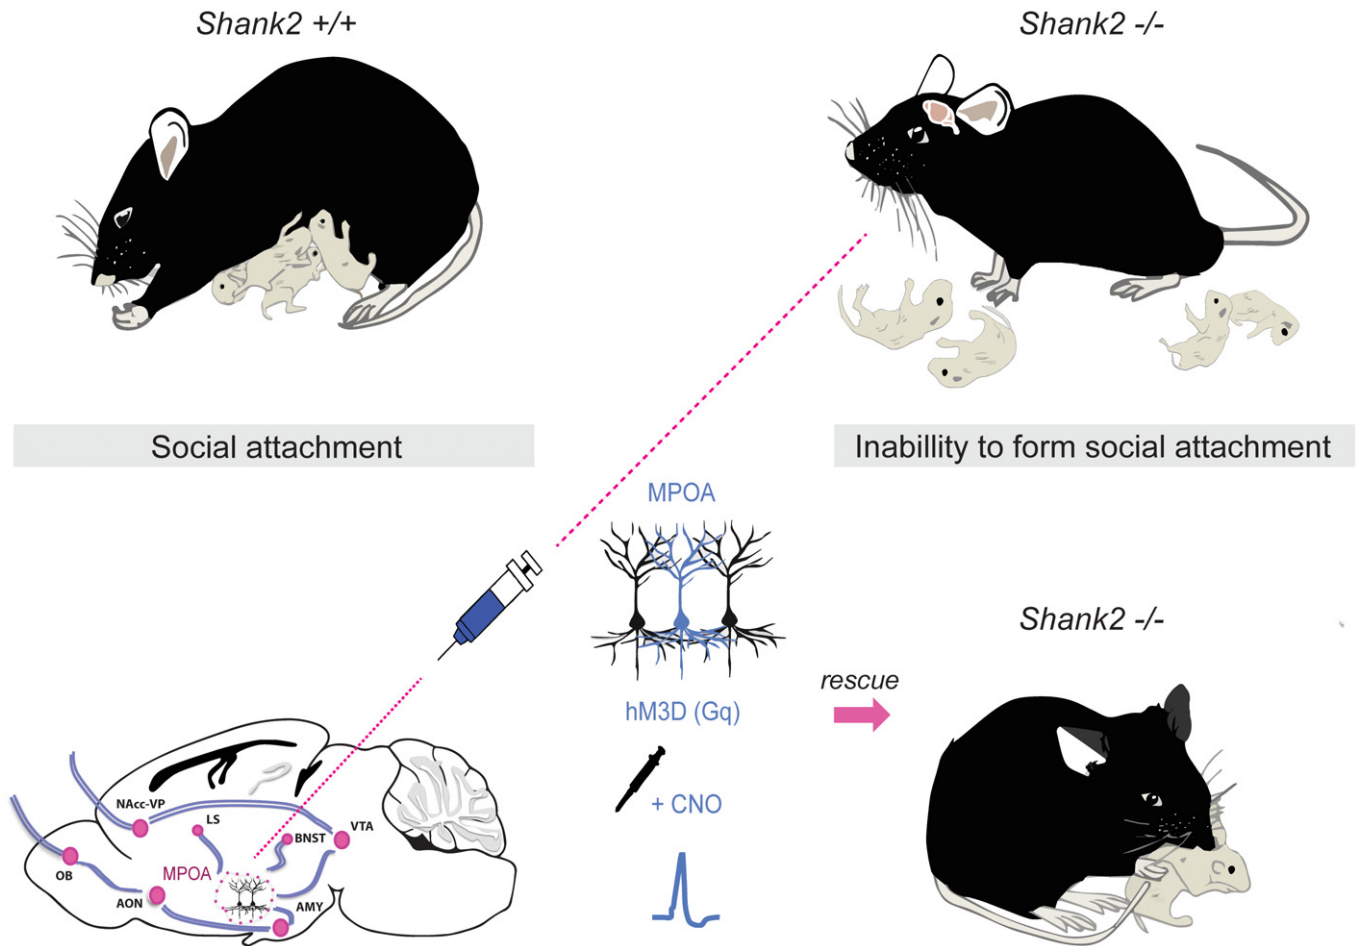 Shank2 +/+
Shank2 -/-
Social attachment
Inabillity to form social attachment
MPOA
Shank2 -/-
rescue
hM3D (Gq)
+ CNO
NAcc-VP
LS
BNST
VTA
OB
MPOA
AON
AMY